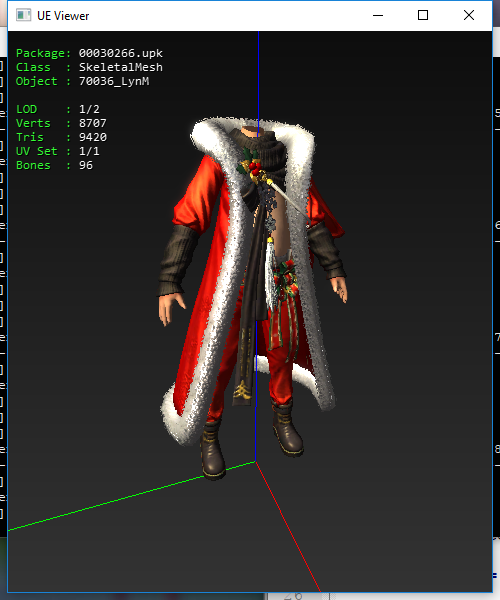 UE Viewer
Package: 00030266.upk
Class : SkeletalMesh
Object : 70036_LynM
LOD : 1/2
Verts : 8707
Tris : 9420
UV Set : 1/1
Bones : 96